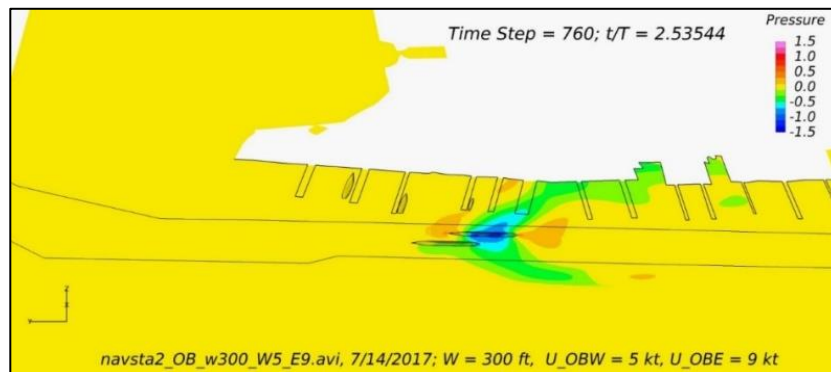 Time Step = 760; t/T = 2.53544
Pressure
1.5
1.0
0.5
0.0
-0.5
-1.0
-1.5
Z
X
Y
navsta2_OB_w300_W5_E9.avi, 7/14/2017; W = 300 ft, U_OBW = 5 kt, U_OBE = 9 kt